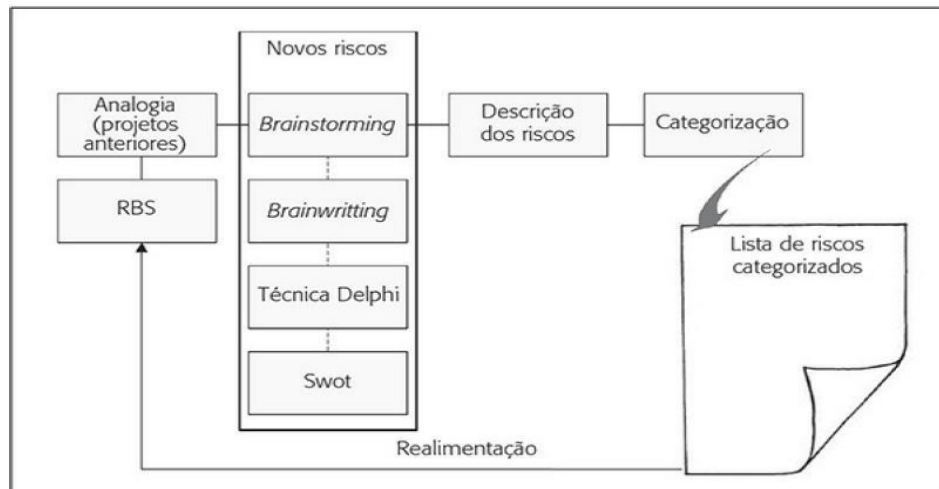 Novos riscos
Analogia
(projetos
anteriores)
Brainstorming
Descrição
dos riscos
Categorização
RBS
Brainwritting
Técnica Delphi
Swot
Lista de riscos
categorizados
Realimentação